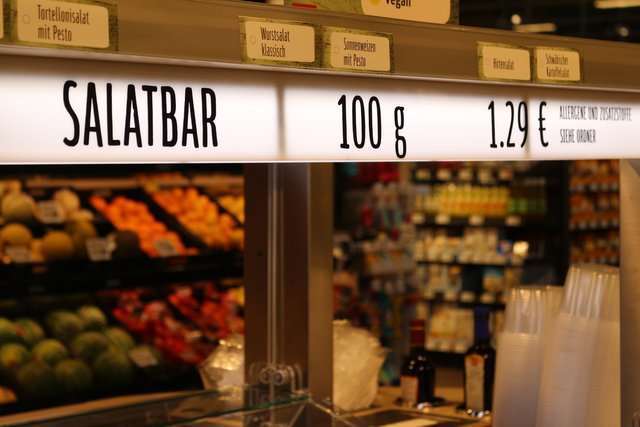 vegan
Tortellonisalat
mit Pesto
Wurstsalat
klassisch
Sonnenweizen
mit Pesto
Hirtensalat
Schwäbischer
Kartoffelsalat
SALATBAR
100 g
1.29 €
ALLERGENE UND ZUSATZSTOFFE
SIEHE ORDNER